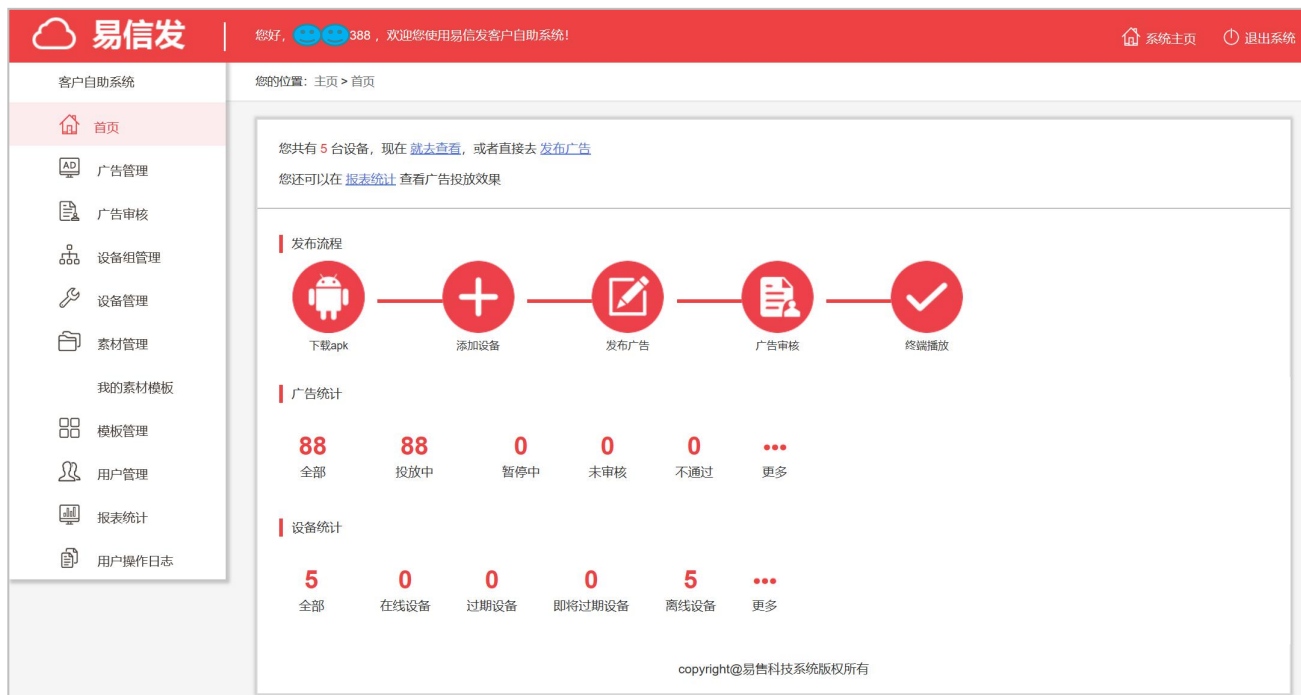 易信发
您好, 388 , 欢迎您使用易信发客户自助系统!
系统主页
退出系统
客户自助系统
您的位置: 主页 > 首页
首页
AD
广告管理
广告审核
设备组管理
设备管理
素材管理
我的素材模板
模板管理
用户管理
报表统计
用户操作日志
您共有 5 台设备, 现在 就去查看, 或者直接去 发布广告
您还可以在 报表统计 查看广告投放效果
发布流程
下载apk 添加设备 发布广告 广告审核 终端播放
广告统计
88 88 0 0 0 •••
全部 投放中 暂停中 未审核 不通过 更多
设备统计
5 0 0 0 5 •••
全部 在线设备 过期设备 即将过期设备 离线设备 更多
copyright@易售科技系统版权所有